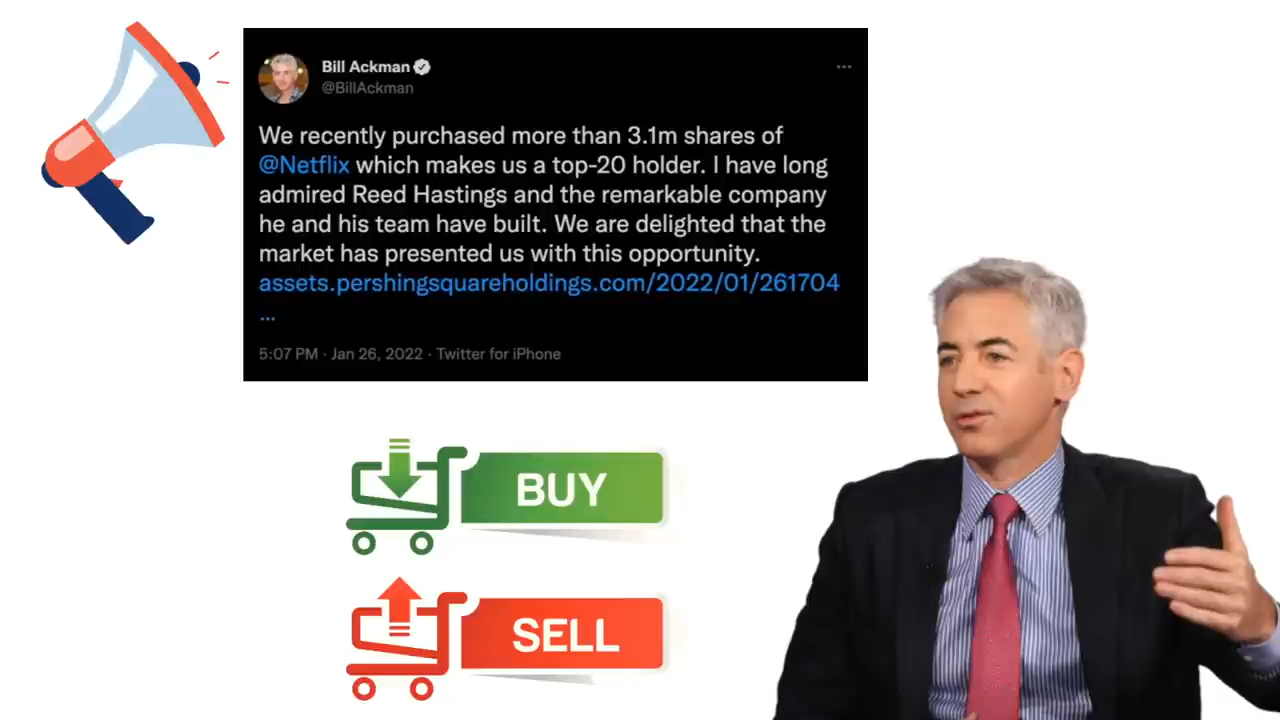 Bill Ackman
@BillAckman
We recently purchased more than 3.1m shares of
@Netflix which makes us a top-20 holder. I have long
admired Reed Hastings and the remarkable company
he and his team have built. We are delighted that the
market has presented us with this opportunity.
assets.pershingsquareholdings.com/2022/01/261704
...
5:07 PM · Jan 26, 2022 · Twitter for iPhone
BUY
SELL